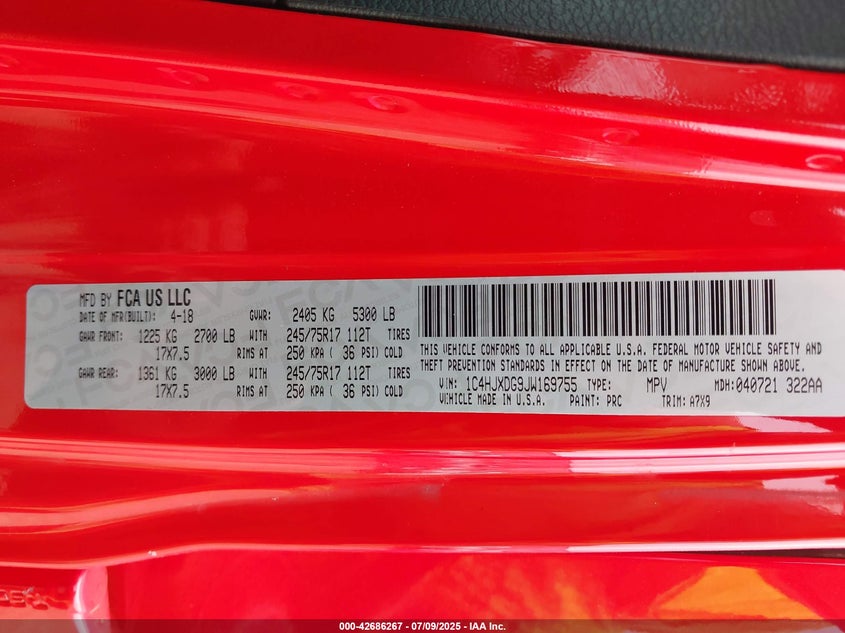 MFD BY FCA US LLC
DATE OF MFR(BUILT): 4-18 GVWR: 2405 KG 5300 LB
GAWR FRONT: 1225 KG 2700 LB WITH 245/75R17 112T TIRES
17X7.5 RIMS AT 250 KPA ( 36 PSI) COLD
GAWR REAR: 1361 KG 3000 LB WITH 245/75R17 112T TIRES
17X7.5 RIMS AT 250 KPA ( 36 PSI) COLD
THIS VEHICLE CONFORMS TO ALL APPLICABLE U.S.A. FEDERAL MOTOR VEHICLE SAFETY AND
THEFT PREVENTION STANDARDS IN EFFECT ON THE DATE OF MANUFACTURE SHOWN ABOVE.
VIN: 1C4HJXDG9JW169755 TYPE: MPV MDH: 040721 322AA
VEHICLE MADE IN U.S.A. PAINT: PRC TRIM: A7X9
000-42686267 / 07/09/2025 - IAA Inc.